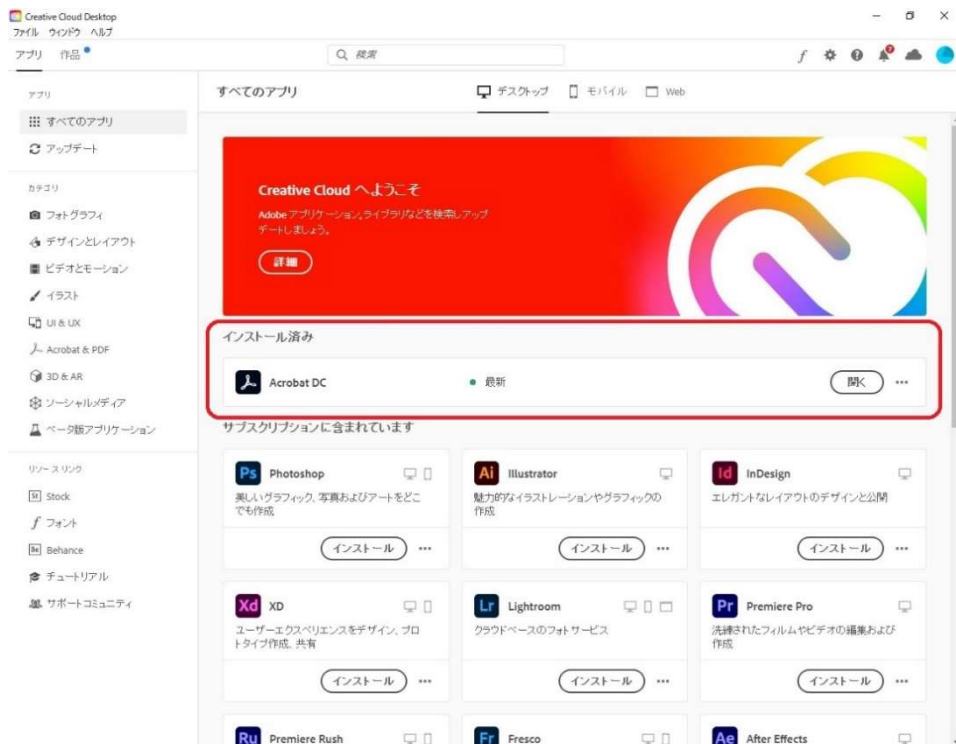 Creative Cloud Desktop
ファイル ウィンドウ ヘルプ
アプリ 作品
検索
7
アプリ
すべてのアプリ
アップデート
カテゴリ
フォトグラフィ
デザインとレイアウト
ビデオとモーション
イラスト
UI & UX
Acrobat & PDF
3D & AR
ソーシャルメディア
ベータ版アプリケーション
リソース リンク
St Stock
フォント
Be Behance
チュートリアル
サポートコミュニティ
すべてのアプリ
デスクトップ モバイル Web
Creative Cloud へようこそ
Adobe アプリケーション、ライブラリなどを検索しアップ
デートしましょう。
詳細
インストール済み
Acrobat DC 最新 開く
サブスクリプションに含まれています
Ps Photoshop
美しいグラフィック、写真およびアートをどこ
でも作成
インストール
Ai Illustrator
魅力的なイラストレーションやグラフィックの
作成
インストール
Id InDesign
エレガントなレイアウトのデザインと公開
インストール
Xd XD
ユーザーエクスペリエンスをデザイン、プロ
トタイプ作成、共有
インストール
Lr Lightroom
クラウドベースのフォトサービス
インストール
Pr Premiere Pro
洗練されたフィルムやビデオの編集および
作成
インストール
Ru Premiere Rush
Fr Fresco
Ae After Effects